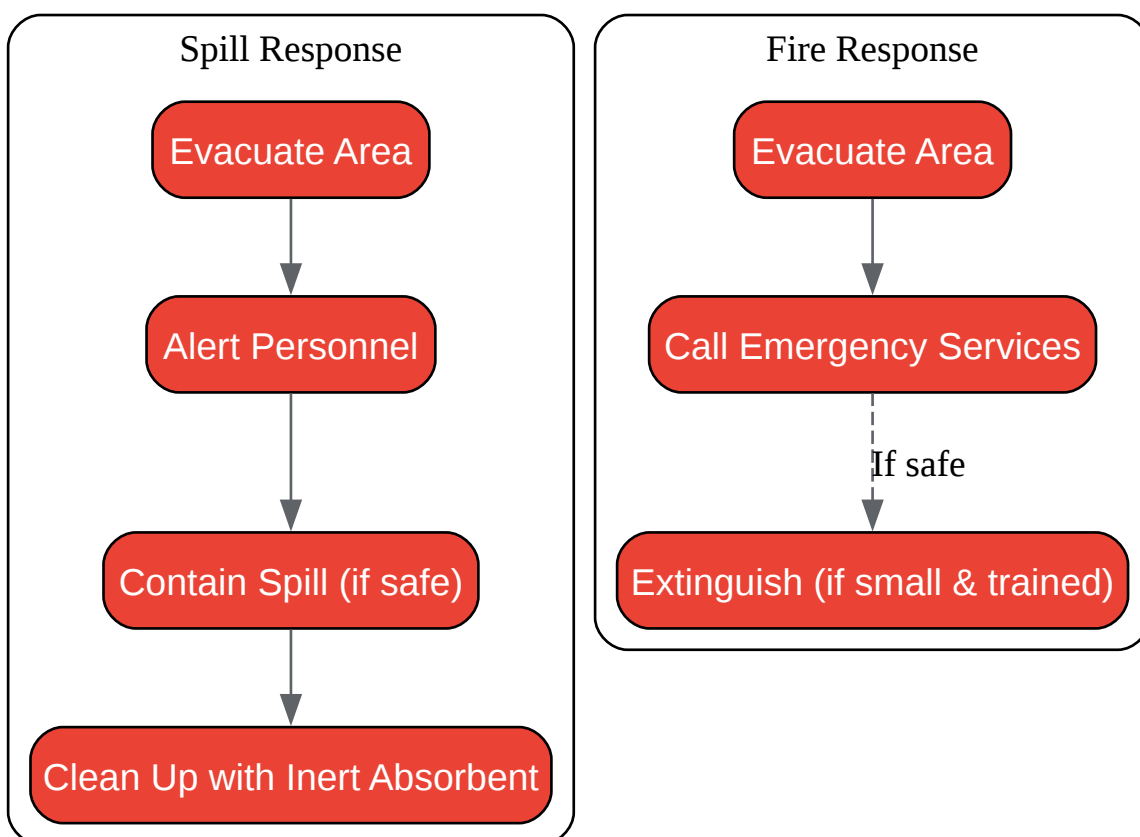 Spill Response
Evacuate Area
Alert Personnel
Contain Spill (if safe)
Clean Up with Inert Absorbent
Fire Response
Evacuate Area
Call Emergency Services
If safe
Extinguish (if small & trained)